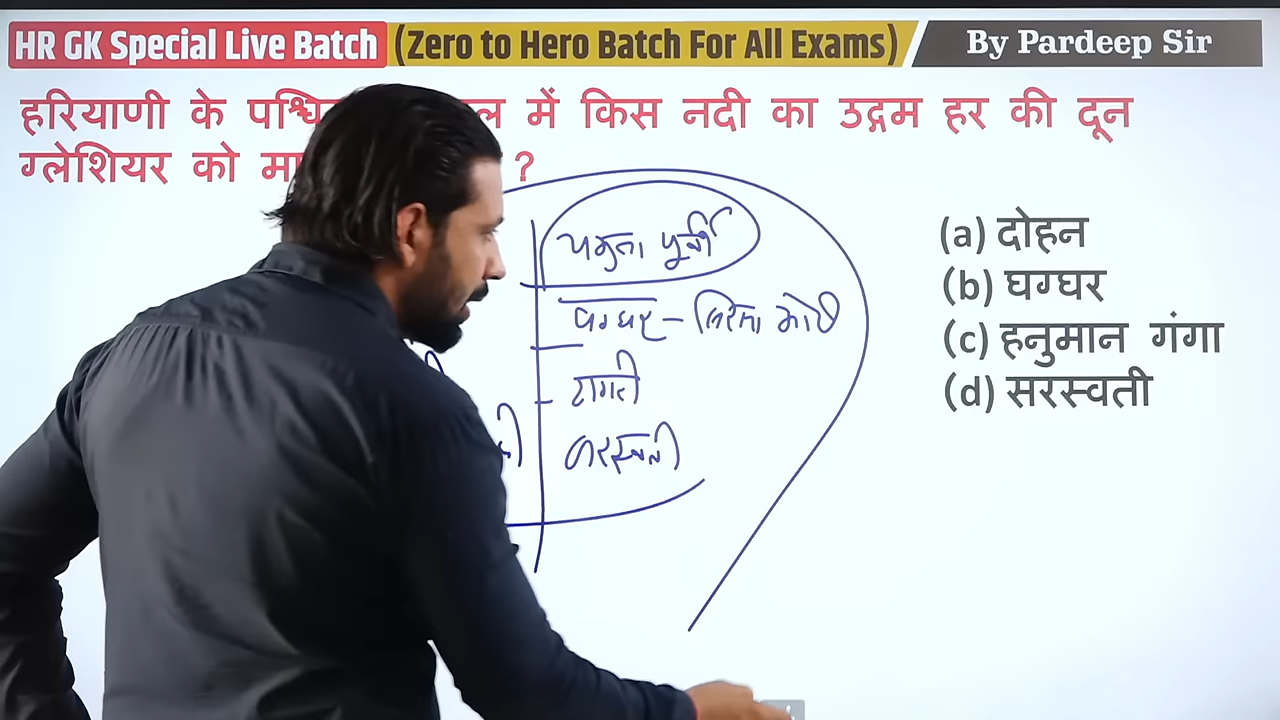 HR GK Special Live Batch (Zero to Hero Batch For All Exams) By Pardeep Sir
हरियाणी के में किस नदी का उद्गम हर की दून
ग्लेशियर को ?
(a) दोहन
(b) घग्घर
(c) हनुमान गंगा
(d) सरस्वती
यमुना पूर्वी
घग्घर -
टांगरी
सरस्वती